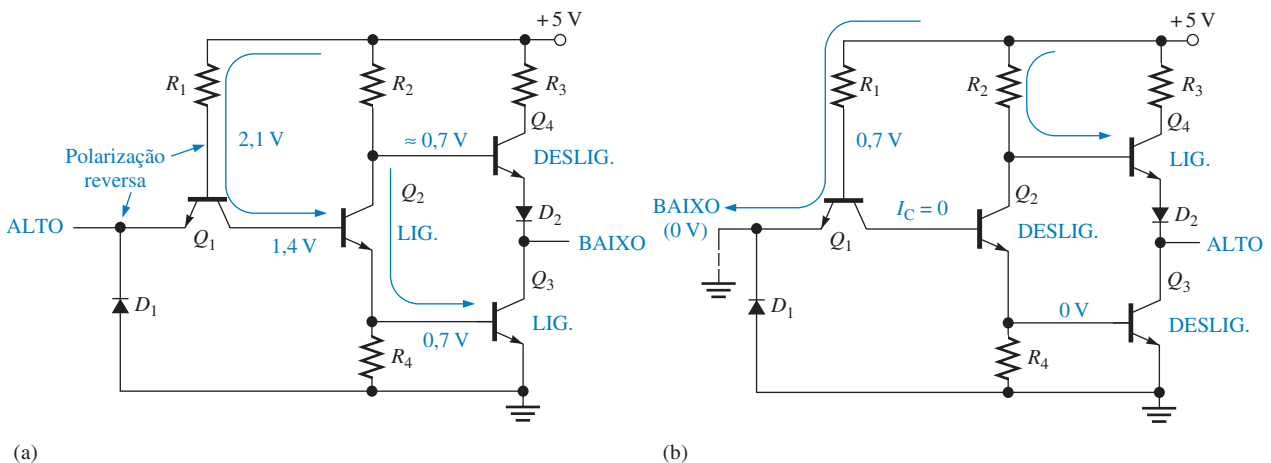 +5 V
R1
R2
R3
Q4
2,1 V
≈ 0,7 V
DESLIG.
Polarização
reversa
Q2
D2
ALTO
LIG.
BAIXO
Q1
1,4 V
Q3
D1
LIG.
0,7 V
R4
(a)
+5 V
R1
R2
R3
Q4
0,7 V
LIG.
Q2
BAIXO
(0 V)
IC = 0
D2
DESLIG.
ALTO
Q1
Q3
D1
0 V
DESLIG.
R4
(b)